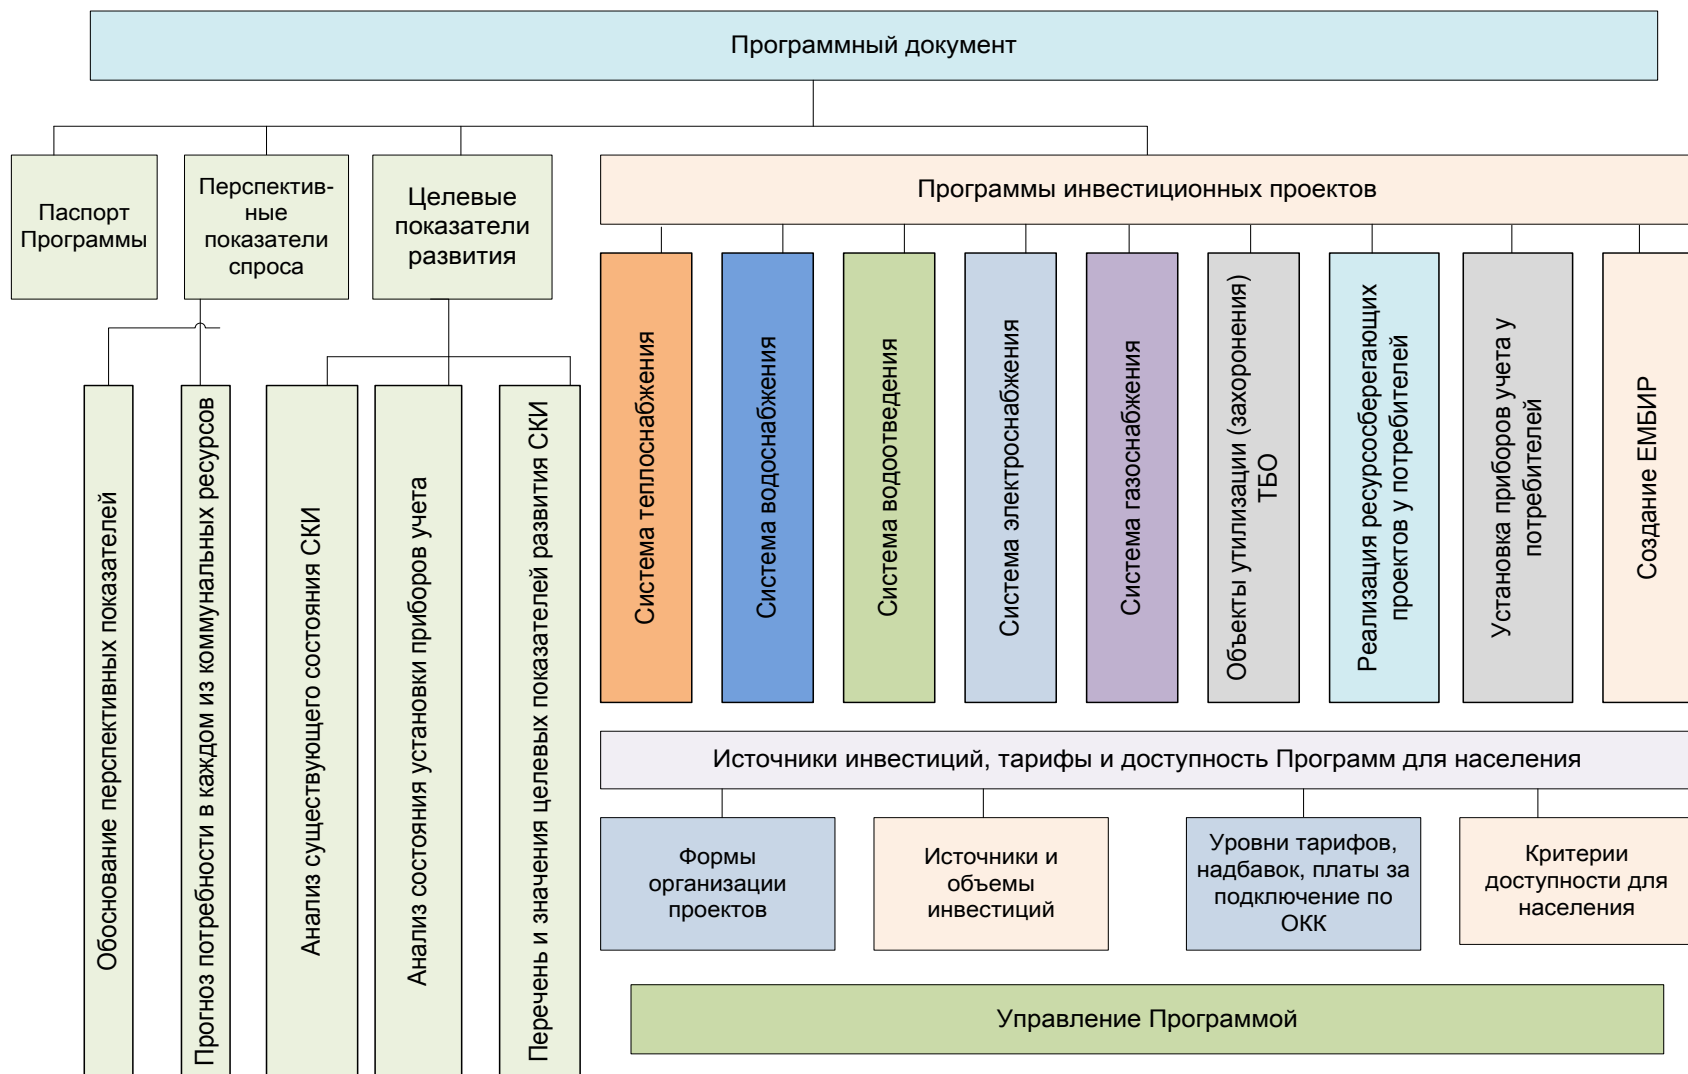 Программный документ
Паспорт
Программы
Перспектив-
ные
показатели
спроса
Целевые
показатели
развития
Программы инвестиционных проектов
Обоснование перспективных показателей
Прогноз потребности в каждом из коммунальных ресурсов
Анализ существующего состояния СКИ
Анализ состояния установки приборов учета
Перечень и значения целевых показателей развития СКИ
Система теплоснабжения
Система водоснабжения
Система водоотведения
Система электроснабжения
Система газоснабжения
Объекты утилизации (захоронения)
ТБО
Реализация ресурсосберегающих
проектов у потребителей
Установка приборов учета у
потребителей
Создание ЕМБИР
Источники инвестиций, тарифы и доступность Программ для населения
Формы
организации
проектов
Источники и
объемы
инвестиций
Уровни тарифов,
надбавок, платы за
подключение по
ОКК
Критерии
доступности для
населения
Управление Программой